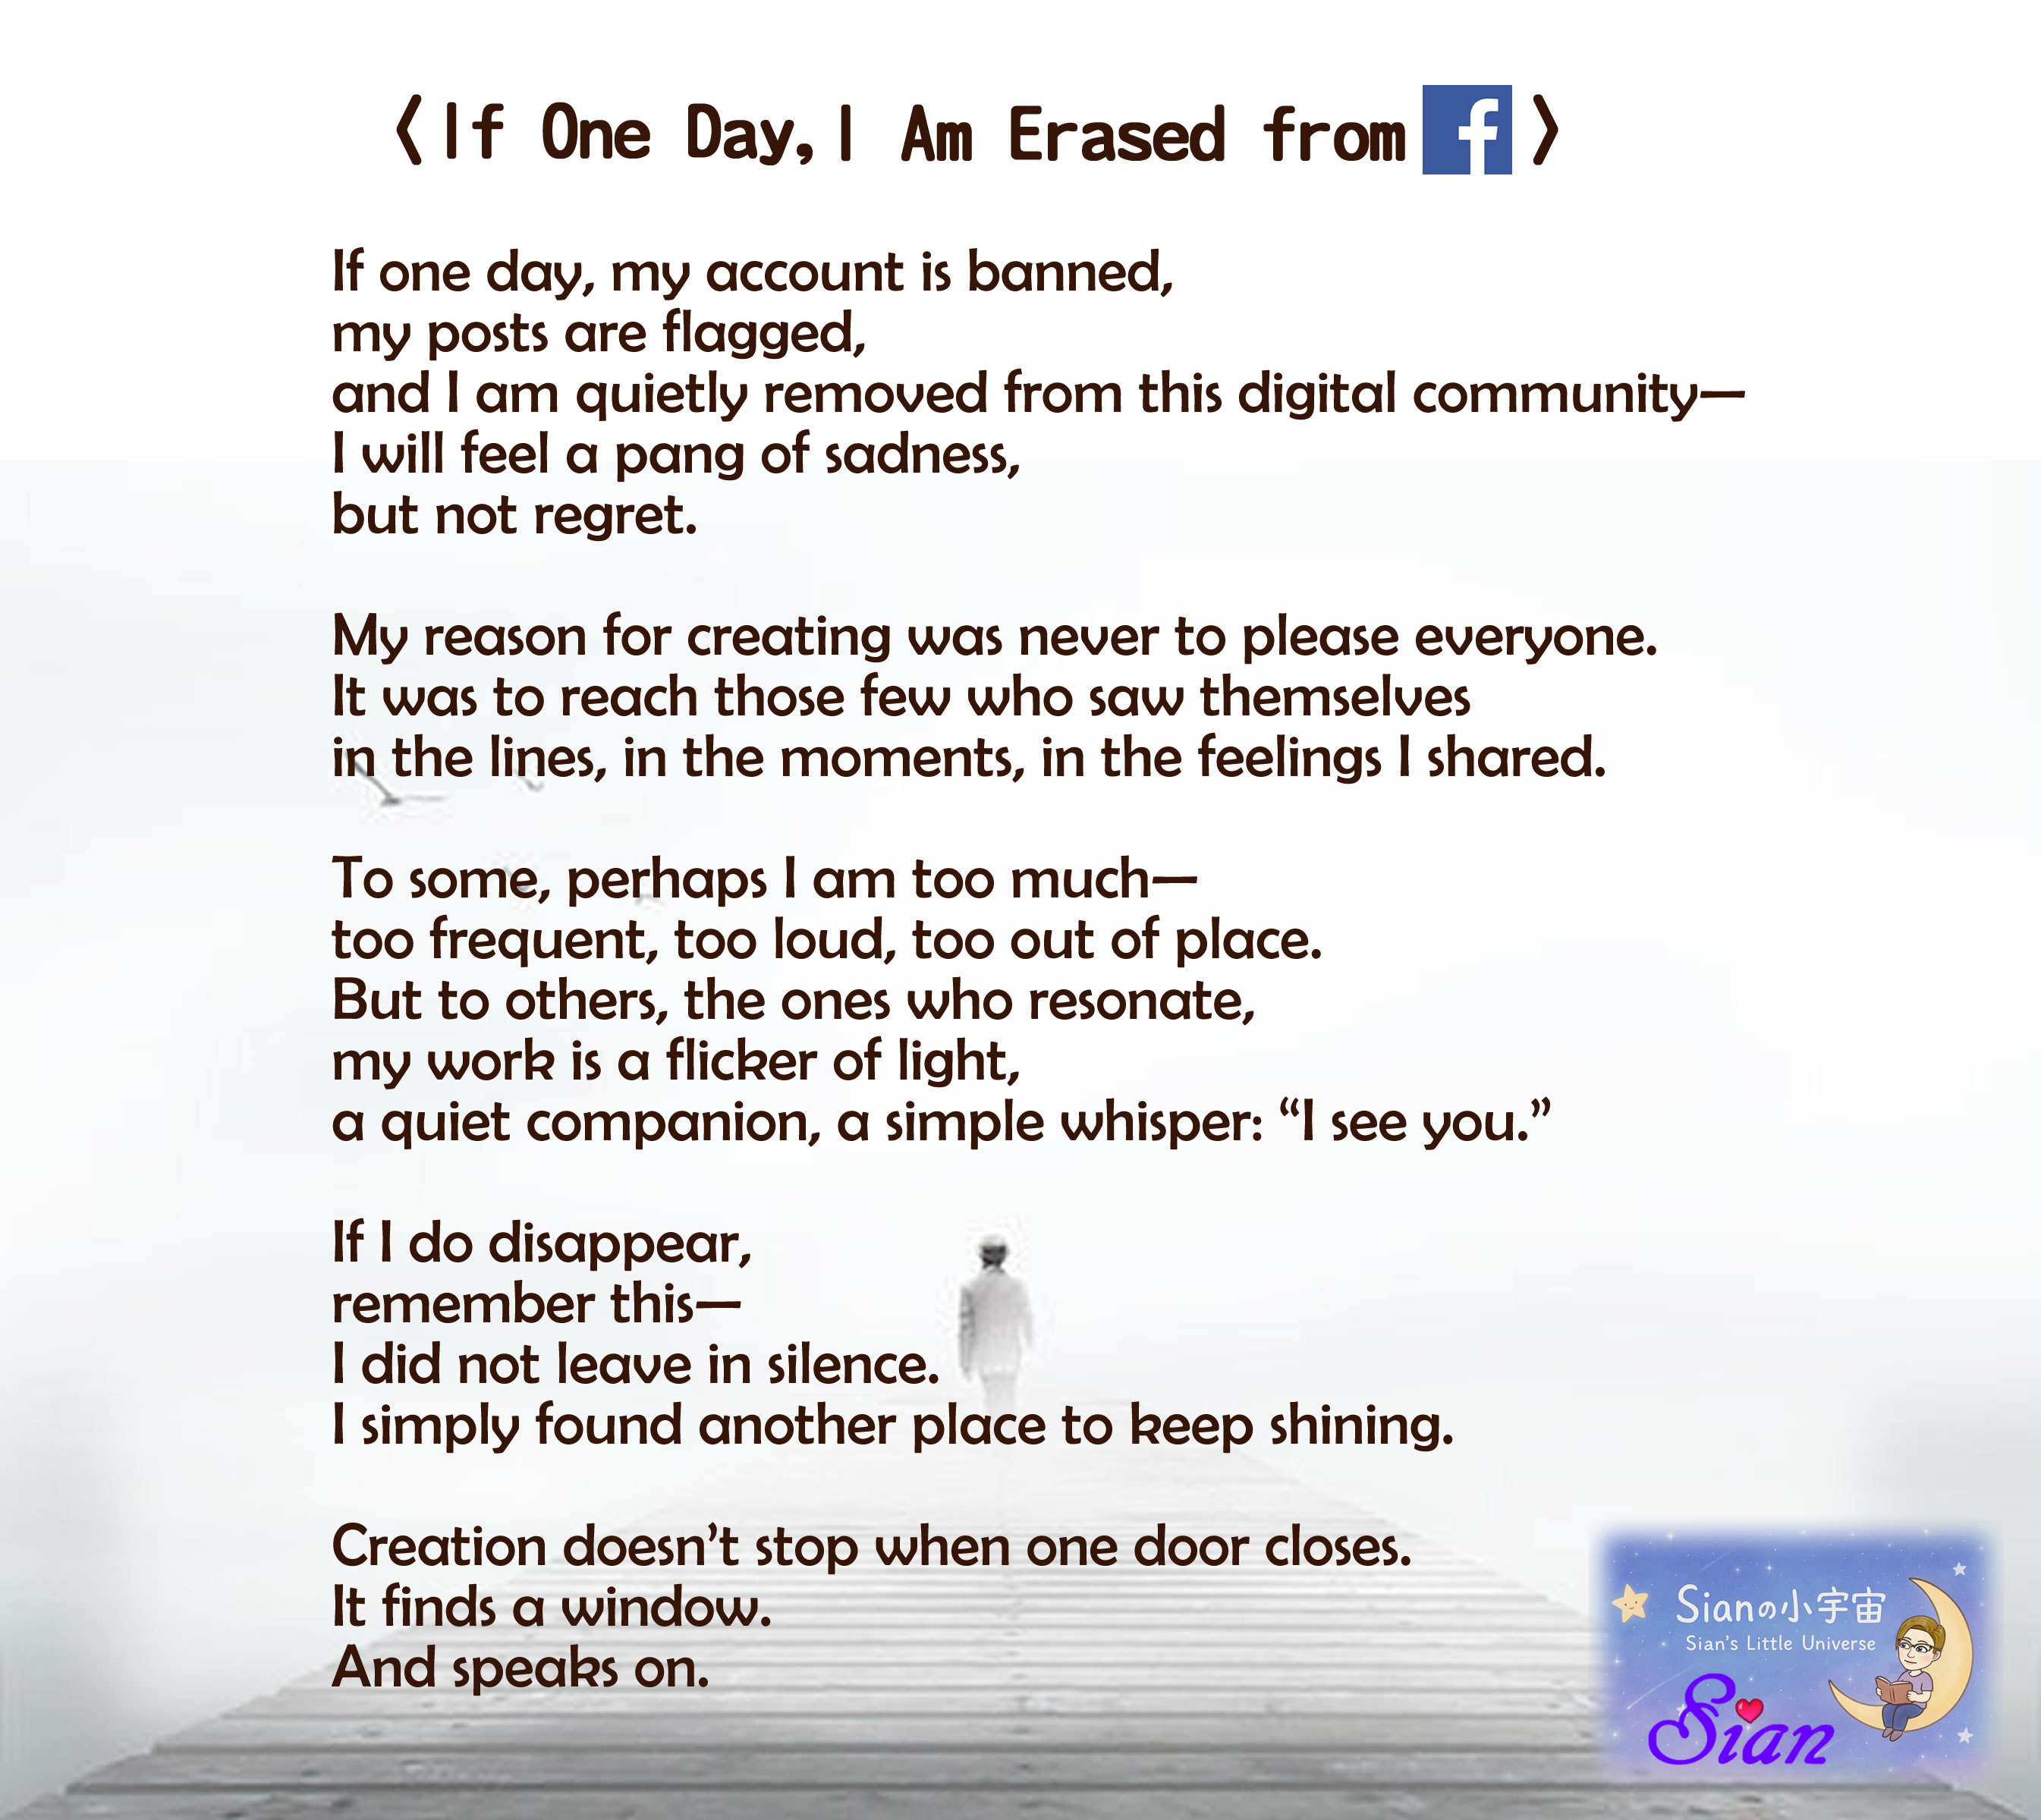 〈If One Day, I Am Erased from f〉
If one day, my account is banned,
my posts are flagged,
and I am quietly removed from this digital community—
I will feel a pang of sadness,
but not regret.
My reason for creating was never to please everyone.
It was to reach those few who saw themselves
in the lines, in the moments, in the feelings I shared.
To some, perhaps I am too much—
too frequent, too loud, too out of place.
But to others, the ones who resonate,
my work is a flicker of light,
a quiet companion, a simple whisper: “I see you.”
If I do disappear,
remember this—
I did not leave in silence.
I simply found another place to keep shining.
Creation doesn’t stop when one door closes.
It finds a window.
And speaks on.
Sianの小宇宙
Sian's Little Universe
Sian